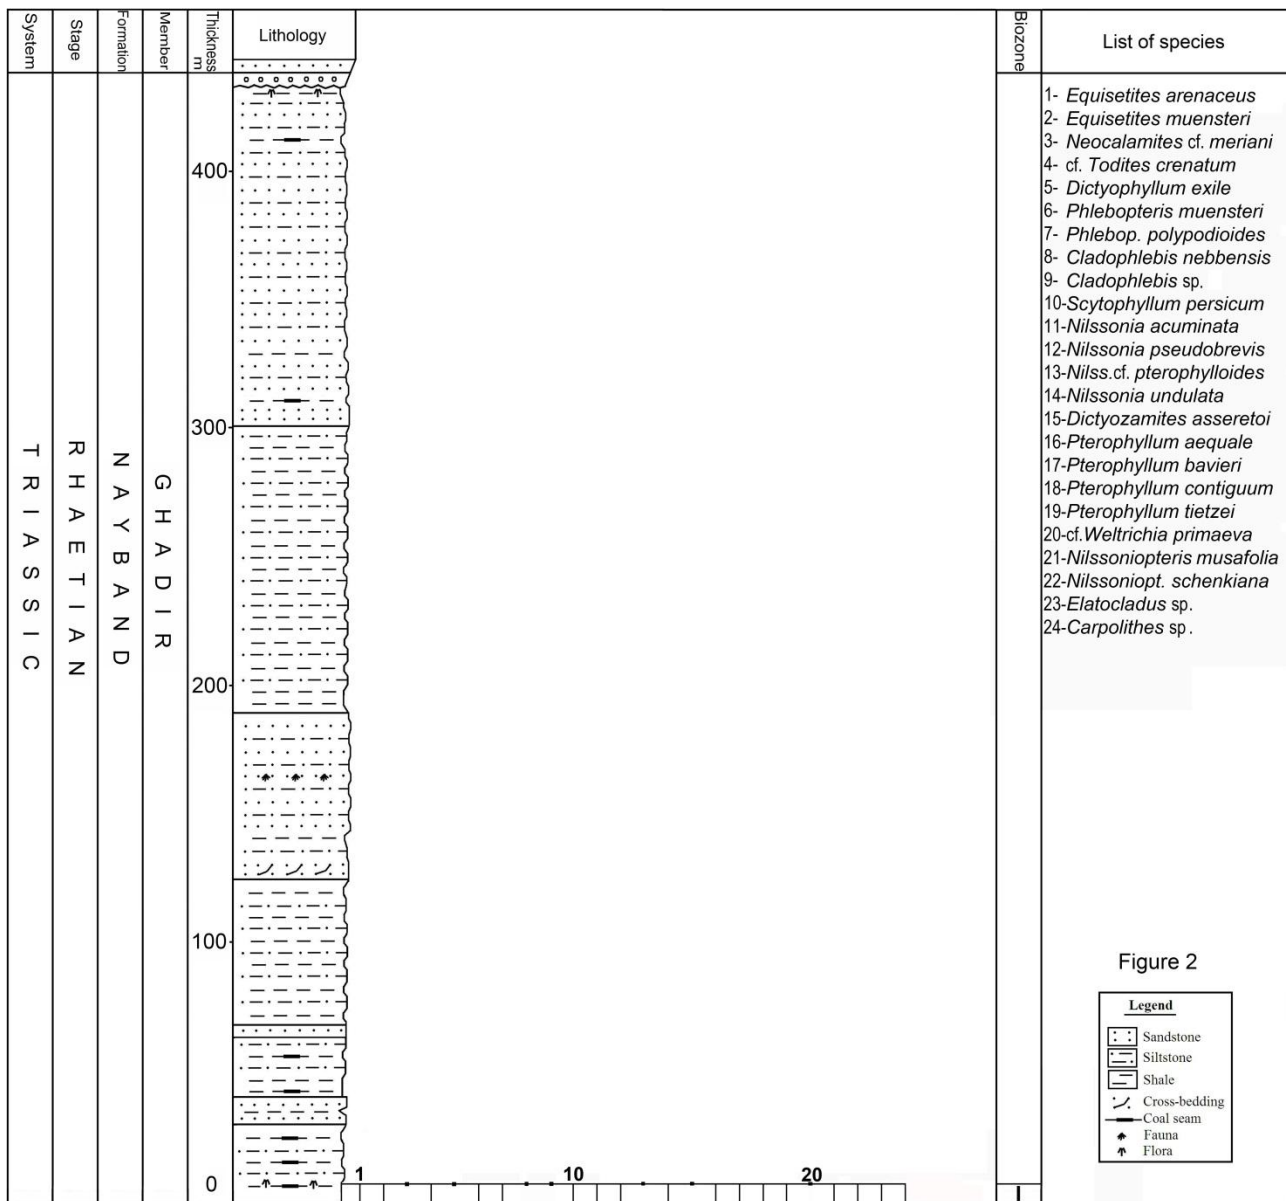 System
Stage
Formation
Member
Thickness m
Lithology
Biozone
List of species
TRIASSIC
RHAETIAN
NAYBAND
GHADIR
400
300
200
100
0
1
10
20
1- Equisetites arenaceus
2- Equisetites muensteri
3- Neocalamites cf. meriani
4- cf. Todites crenatum
5- Dictyophyllum exile
6- Phlebopteris muensteri
7- Phlebop. polypodioides
8- Cladophlebis nebbensis
9- Cladophlebis sp.
10-Scytophyllum persicum
11-Nilssonia acuminata
12-Nilssonia pseudobrevis
13-Nilss.cf. pterophylloides
14-Nilssonia undulata
15-Dictyozamites asseretoi
16-Pterophyllum aequale
17-Pterophyllum bavieri
18-Pterophyllum contiguum
19-Pterophyllum tietzei
20-cf.Weltrichia primaeva
21-Nilssoniopteris musafolia
22-Nilssoniopt. schenkiana
23-Elatocladus sp.
24-Carpolithes sp.
Figure 2
Legend
Sandstone
Siltstone
Shale
Cross-bedding
Coal seam
Fauna
Flora
I